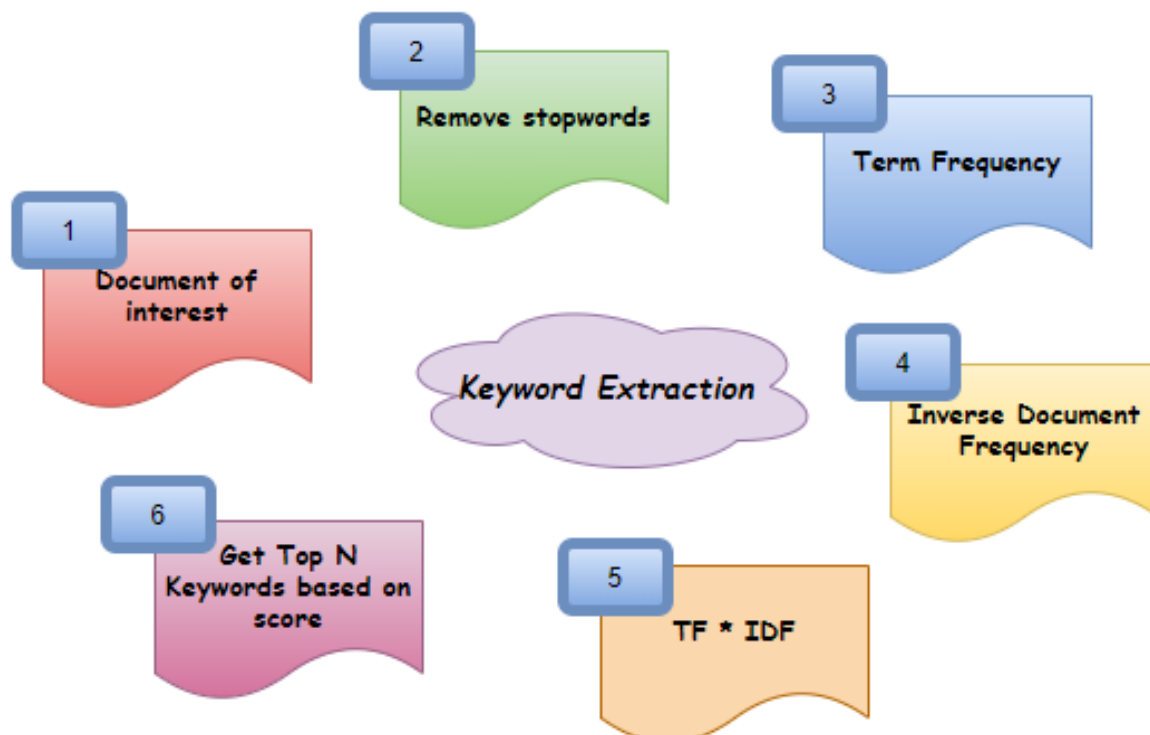 1
Document of
interest
2
Remove stopwords
3
Term Frequency
4
Inverse Document
Frequency
5
TF * IDF
6
Get Top N
Keywords based on
score
Keyword Extraction